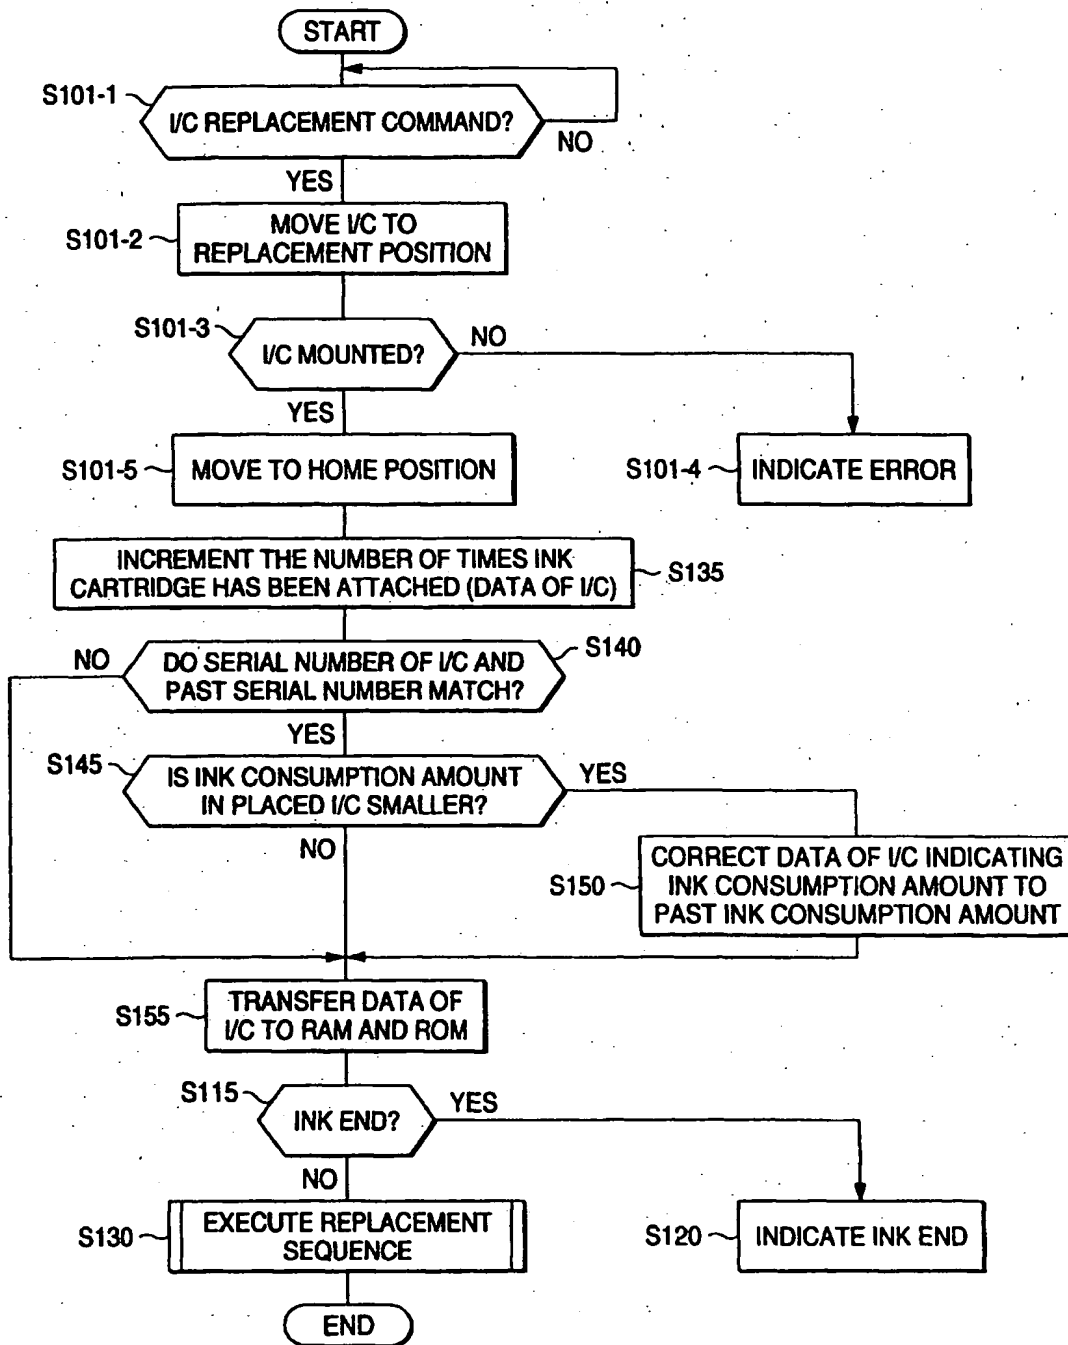 START
S101-1
I/C REPLACEMENT COMMAND?
NO
YES
S101-2
MOVE I/C TO
REPLACEMENT POSITION
S101-3
I/C MOUNTED?
NO
YES
S101-5
MOVE TO HOME POSITION
S101-4
INDICATE ERROR
INCREMENT THE NUMBER OF TIMES INK
CARTRIDGE HAS BEEN ATTACHED (DATA OF I/C)
S135
NO
DO SERIAL NUMBER OF I/C AND
PAST SERIAL NUMBER MATCH?
S140
YES
S145
IS INK CONSUMPTION AMOUNT
IN PLACED I/C SMALLER?
YES
NO
S150
CORRECT DATA OF I/C INDICATING
INK CONSUMPTION AMOUNT TO
PAST INK CONSUMPTION AMOUNT
S155
TRANSFER DATA OF
I/C TO RAM AND ROM
S115
INK END?
YES
NO
S130
EXECUTE REPLACEMENT
SEQUENCE
S120
INDICATE INK END
END